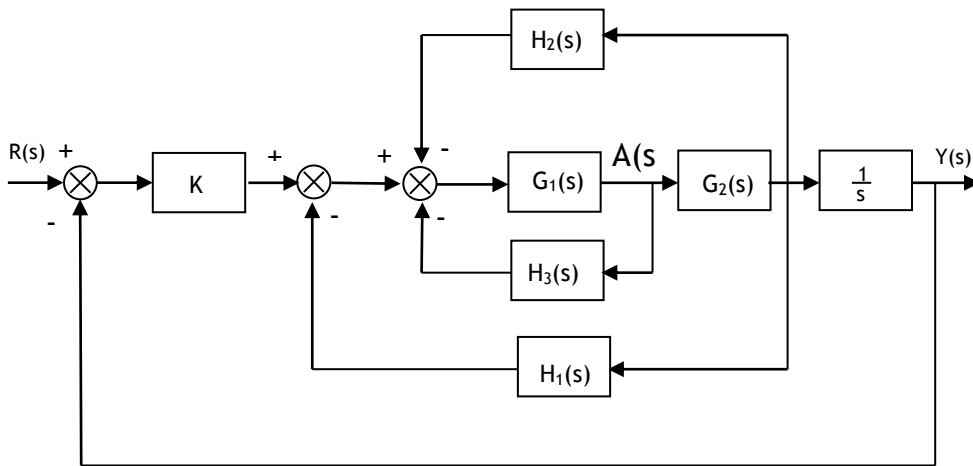 H₂(s)
R(s) + - K + - + - - G₁(s) A(s G₂(s) 1/s Y(s)
H₃(s)
H₁(s)